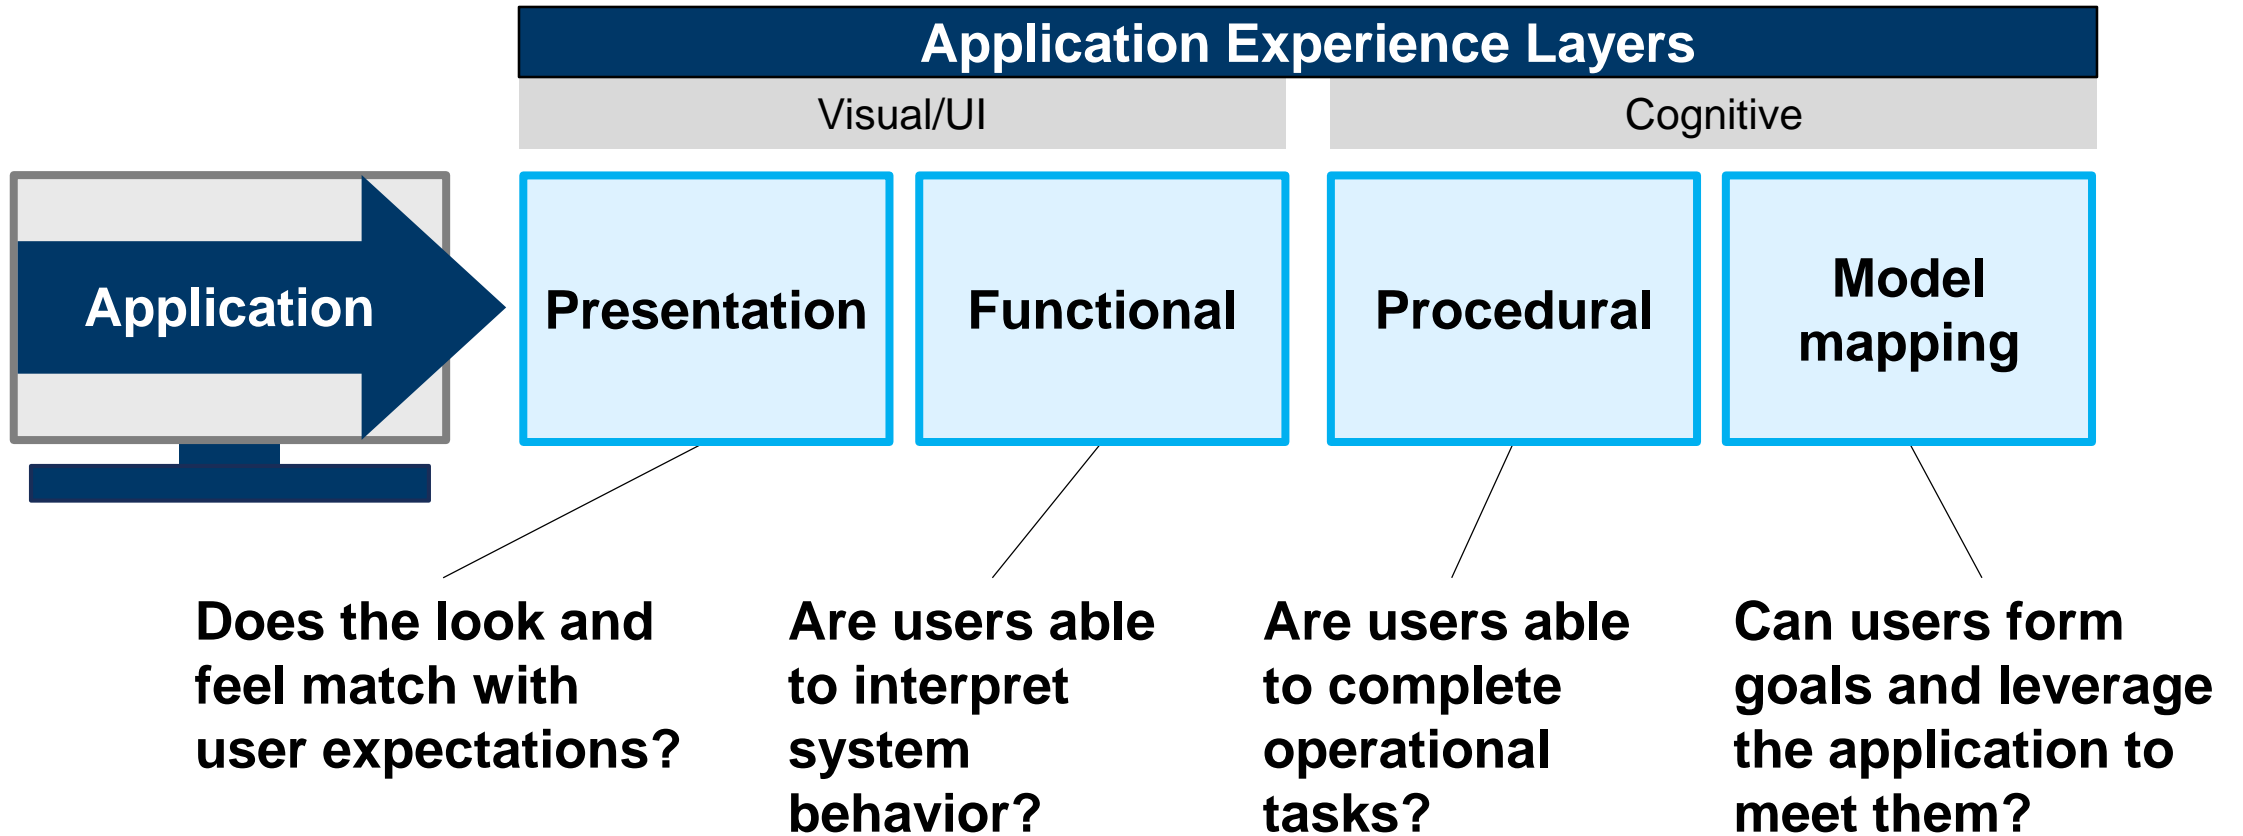 Application Experience Layers
Visual/UI
Cognitive
Application
Presentation
Functional
Procedural
Model
mapping
Does the look and
feel match with
user expectations?
Are users able
to interpret
system
behavior?
Are users able
to complete
operational
tasks?
Can users form
goals and leverage
the application to
meet them?